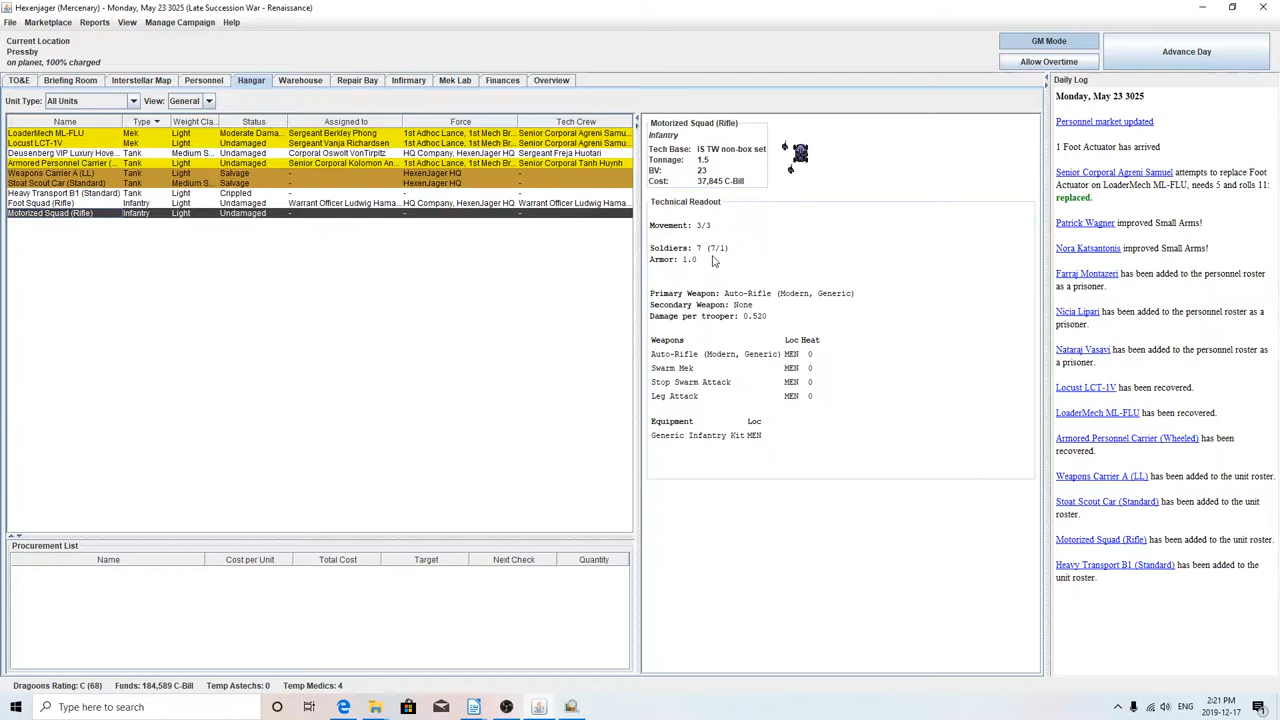 Hexenjager (Mercenary) - Monday, May 23 3025 (Late Succession War - Renaissance)
File Marketplace Reports View Manage Campaign Help
Current Location
Pressby
on planet, 100% charged
GM Mode
Allow Overtime
Advance Day
TO&E Briefing Room Interstellar Map Personnel Hangar Warehouse Repair Bay Infirmary Mek Lab Finances Overview
Unit Type: All Units View: General
Name Type Weight Cla... Status Assigned to Force Tech Crew
LoaderMech ML-FLU Mek Light Moderate Dama... Sergeant Berkley Phong 1st Adhoc Lance, 1st Mech Br... Senior Corporal Agreni Samu...
Locust LCT-1V Mek Light Undamaged Sergeant Vanja Richardsen 1st Adhoc Lance, 1st Mech Br... Senior Corporal Agreni Samu...
Deusenberg VIP Luxury Hove... Tank Medium S... Undamaged Corporal Oswolt VonTirpitz. HQ Company, HexenJager HQ Sergeant Freja Huotari
Armored Personnel Carrier (... Tank Light Undamaged Senior Corporal Kolomon An... 1st Adhoc Lance, 1st Mech Br... Senior Corporal Tanh Huynh
Weapons Carrier A (LL) Tank Light Salvage - HexenJager HQ -
Stoat Scout Car (Standard) Tank Medium S... Salvage - HexenJager HQ -
Heavy Transport B1 (Standard) Tank Light Crippled - -
Foot Squad (Rifle) Infantry Light Undamaged Warrant Officer Ludwig Hama... HQ Company, HexenJager HQ Warrant Officer Ludwig Hama...
Motorized Squad (Rifle) Infantry Light Undamaged - -
Procurement List
Name Cost per Unit Total Cost Target Next Check Quantity
Motorized Squad (Rifle)
Infantry
Tech Base: IS TW non-box set
Tonnage: 1.5
BV: 23
Cost: 37,845 C-Bill
Technical Readout
Movement: 3/3
Soldiers: 7 (7/1)
Armor: 1.0
Primary Weapon: Auto-Rifle (Modern, Generic)
Secondary Weapon: None
Damage per trooper: 0.520
Weapons Loc Heat
Auto-Rifle (Modern, Generic) MEN 0
Swarm Mek MEN 0
Stop Swarm Attack MEN 0
Leg Attack MEN 0
Equipment Loc
Generic Infantry Kit MEN
Daily Log
Monday, May 23 3025
Personnel market updated
1 Foot Actuator has arrived
Senior Corporal Agreni Samuel attempts to replace Foot
Actuator on LoaderMech ML-FLU, needs 5 and rolls 11:
replaced.
Patrick Wagner improved Small Arms!
Nora Katsantonis improved Small Arms!
Farraj Montazeri has been added to the personnel roster
as a prisoner.
Nicia Lipari has been added to the personnel roster as a
prisoner.
Nataraj Vasavi has been added to the personnel roster as
a prisoner.
Locust LCT-1V has been recovered.
LoaderMech ML-FLU has been recovered.
Armored Personnel Carrier (Wheeled) has been
recovered.
Weapons Carrier A (LL) has been added to the unit roster.
Stoat Scout Car (Standard) has been added to the unit
roster.
Motorized Squad (Rifle) has been added to the unit roster.
Heavy Transport B1 (Standard) has been added to the
unit roster.
Dragoons Rating: C (68) Funds: 184,589 C-Bill Temp Astechs: 0 Temp Medics: 4
Type here to search
ENG
2:21 PM
2019-12-17